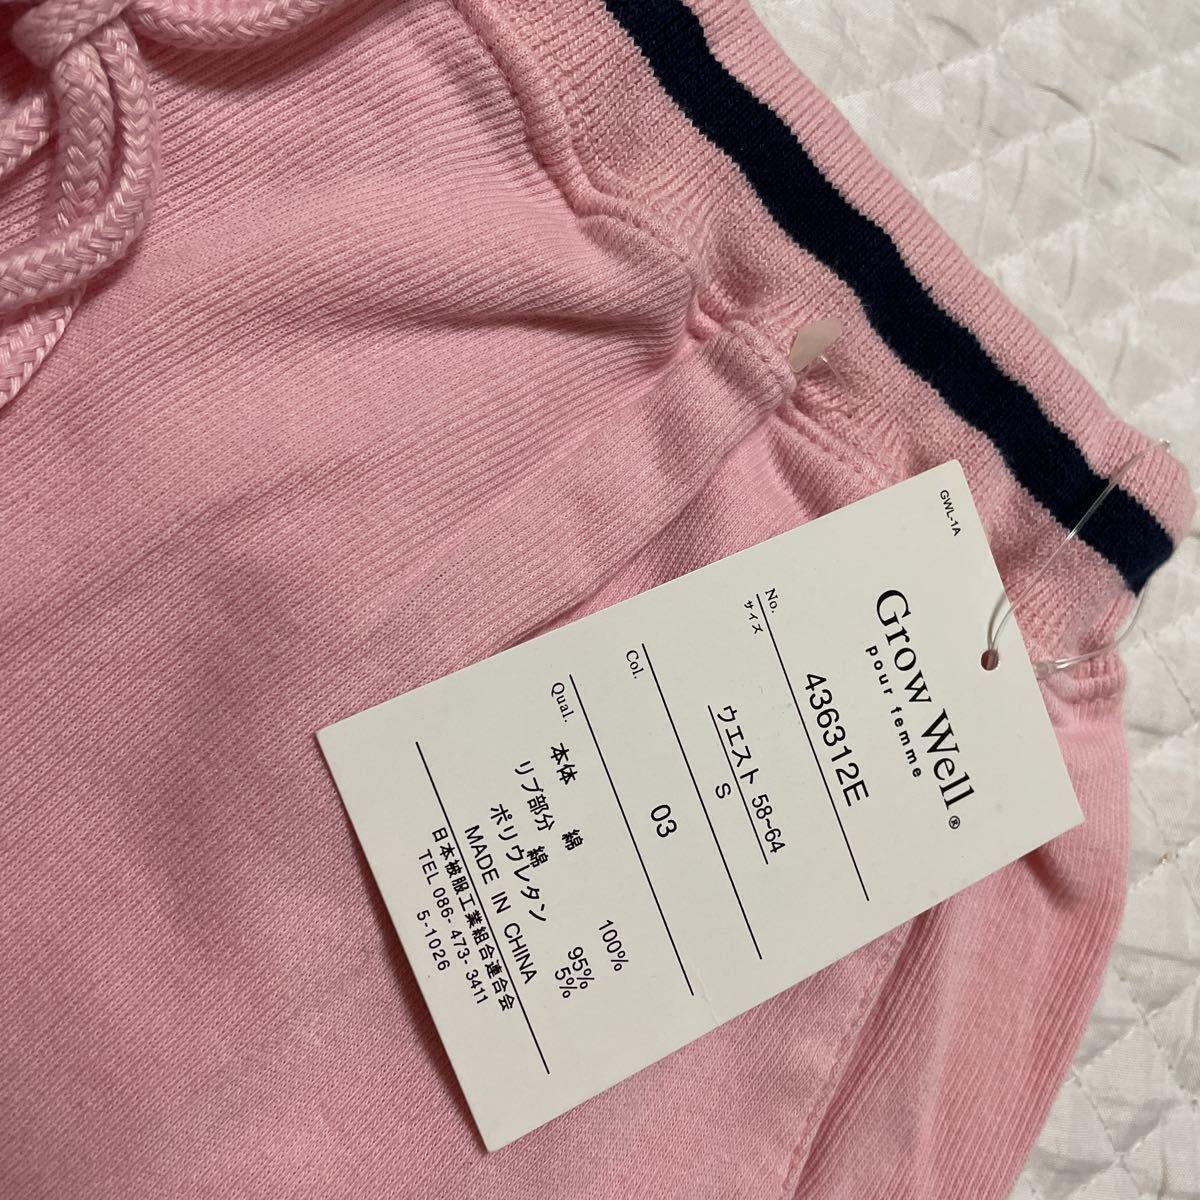 GWL-1A
Grow Well®
pour femme
No. 436312E
サイズ ウエスト 58~64
S
Col. 03
Qual. 本体 綿 100%
リブ部分 綿 95%
ポリウレタン 5%
MADE IN CHINA
日本被服工業組合連合会
TEL 086-473-3411
5-1026